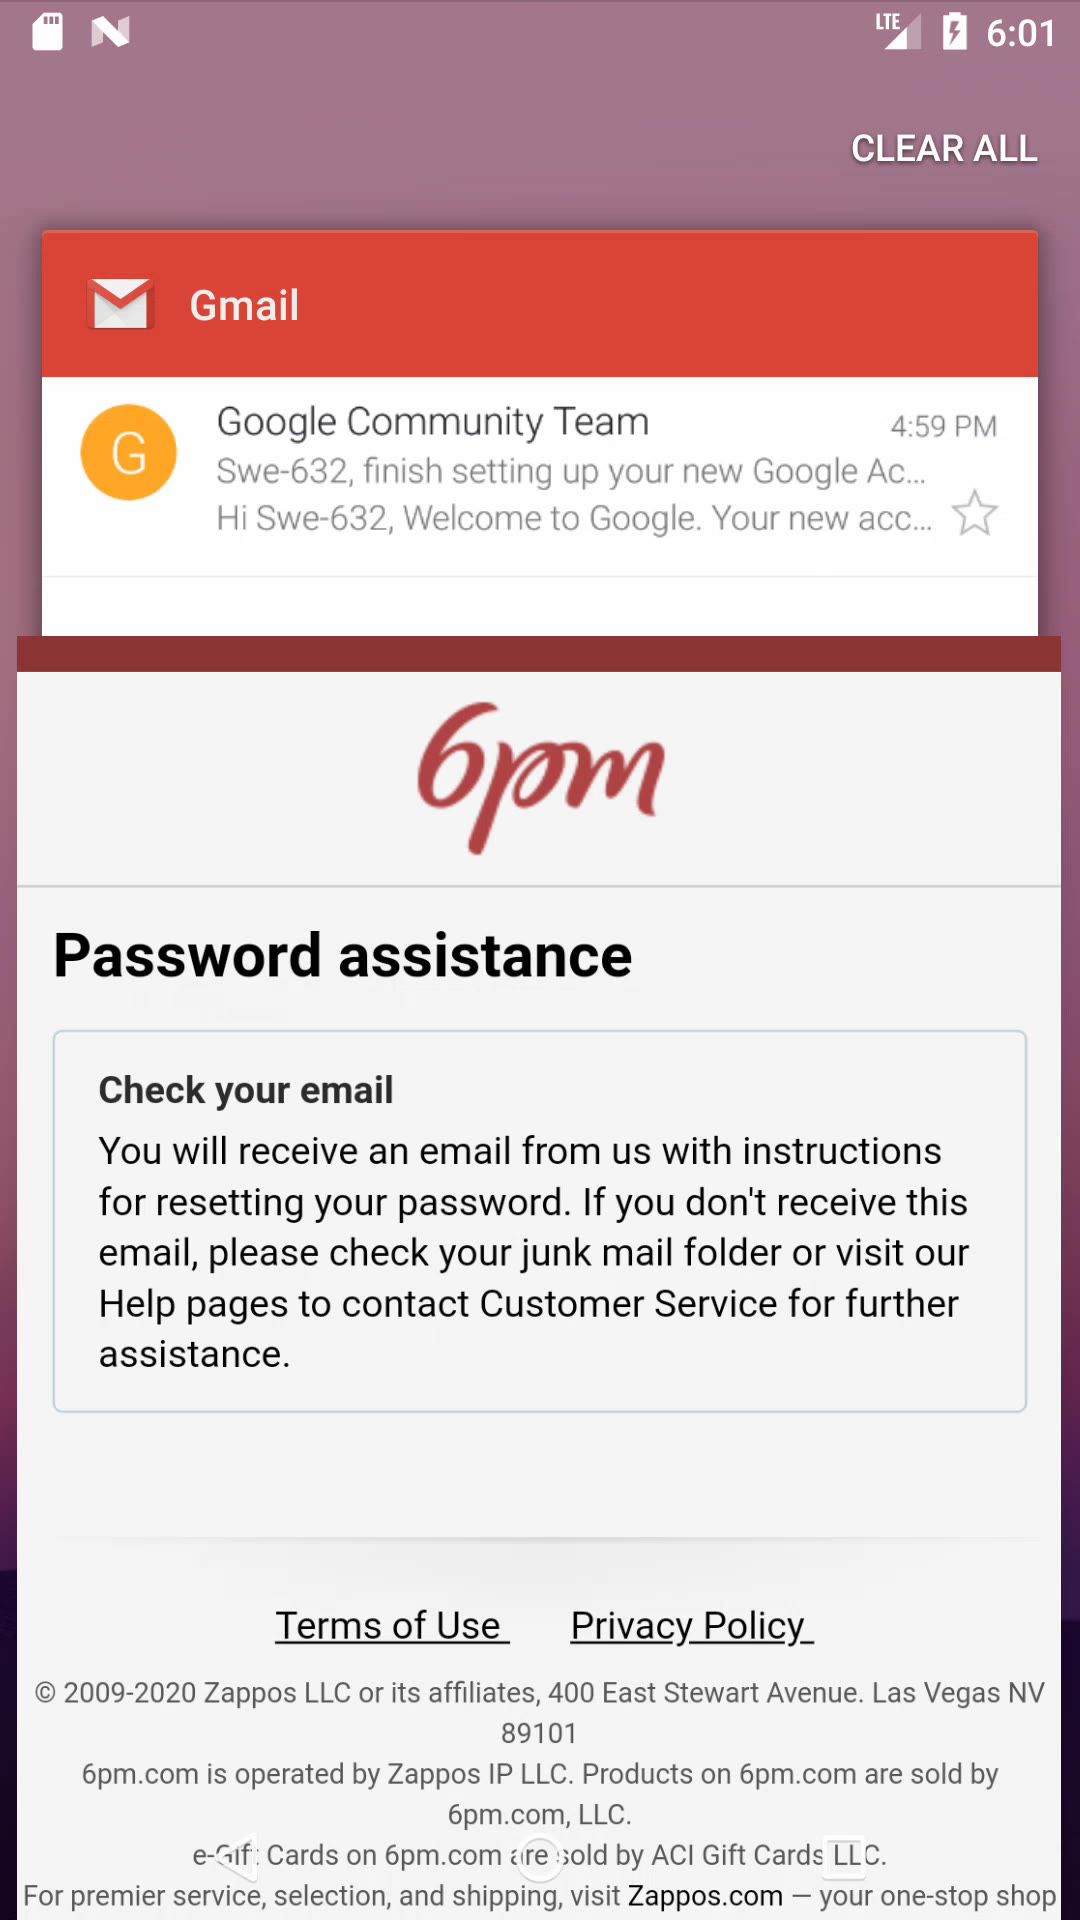 LTE 6:01
CLEAR ALL
Gmail
G
Google Community Team 4:59 PM
Swe-632, finish setting up your new Google Ac...
Hi Swe-632, Welcome to Google. Your new acc...
6pm
Password assistance
Check your email
You will receive an email from us with instructions
for resetting your password. If you don't receive this
email, please check your junk mail folder or visit our
Help pages to contact Customer Service for further
assistance.
Terms of Use Privacy Policy
© 2009-2020 Zappos LLC or its affiliates, 400 East Stewart Avenue. Las Vegas NV
89101
6pm.com is operated by Zappos IP LLC. Products on 6pm.com are sold by
6pm.com, LLC.
e-Gift Cards on 6pm.com are sold by ACI Gift Cards LLC.
For premier service, selection, and shipping, visit Zappos.com — your one-stop shop